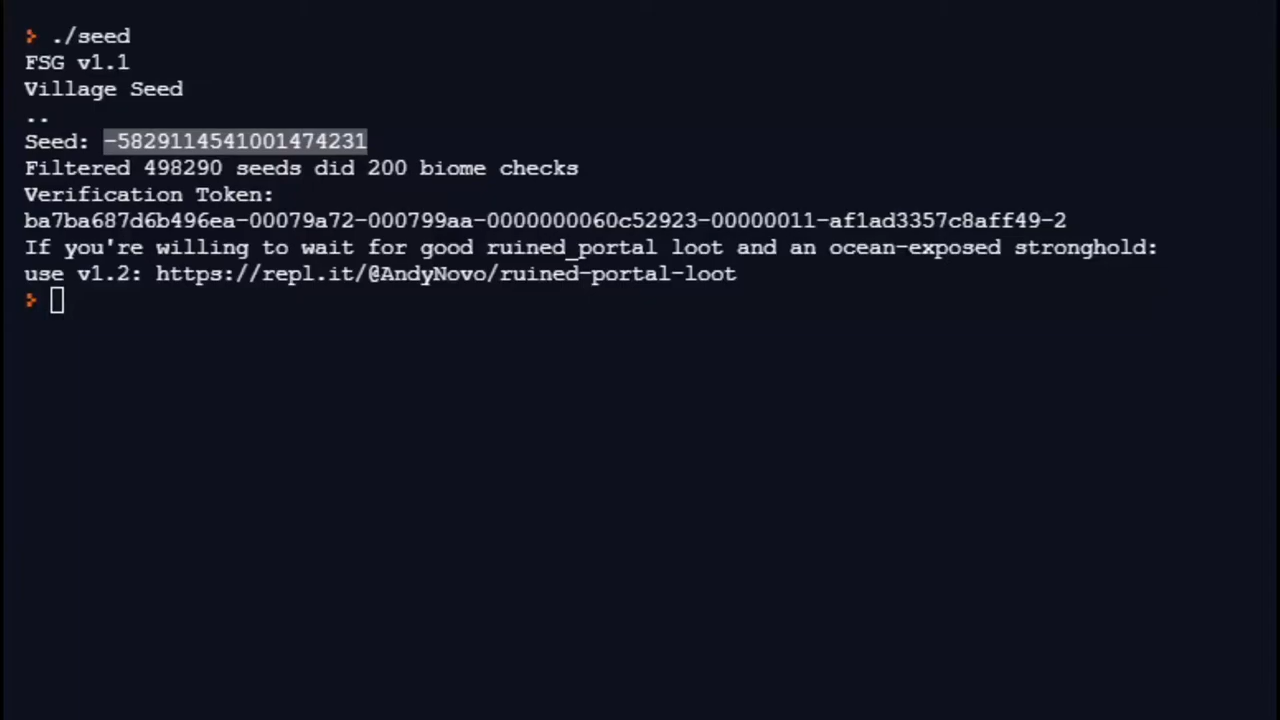 > ./seed
FSG v1.1
Village Seed
..
Seed: -5829114541001474231
Filtered 498290 seeds did 200 biome checks
Verification Token:
ba7ba687d6b496ea-00079a72-000799aa-0000000060c52923-00000011-af1ad3357c8aff49-2
If you're willing to wait for good ruined_portal loot and an ocean-exposed stronghold:
use v1.2: https://repl.it/@AndyNovo/ruined-portal-loot
>